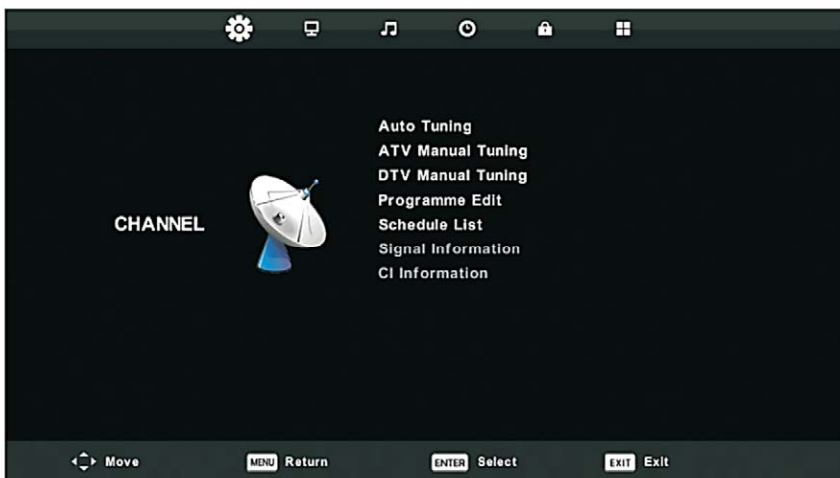 Auto Tuning
ATV Manual Tuning
DTV Manual Tuning
Programme Edit
CHANNEL
Schedule List
Signal Information
CI Information
Move MENU Return ENTER Select EXIT Exit